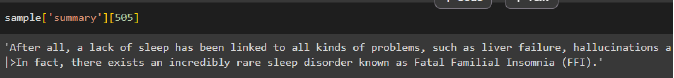 sample['summary'][505]
'After all, a lack of sleep has been linked to all kinds of problems, such as liver failure, hallucinations a
|>In fact, there exists an incredibly rare sleep disorder known as Fatal Familial Insomnia (FFI).'